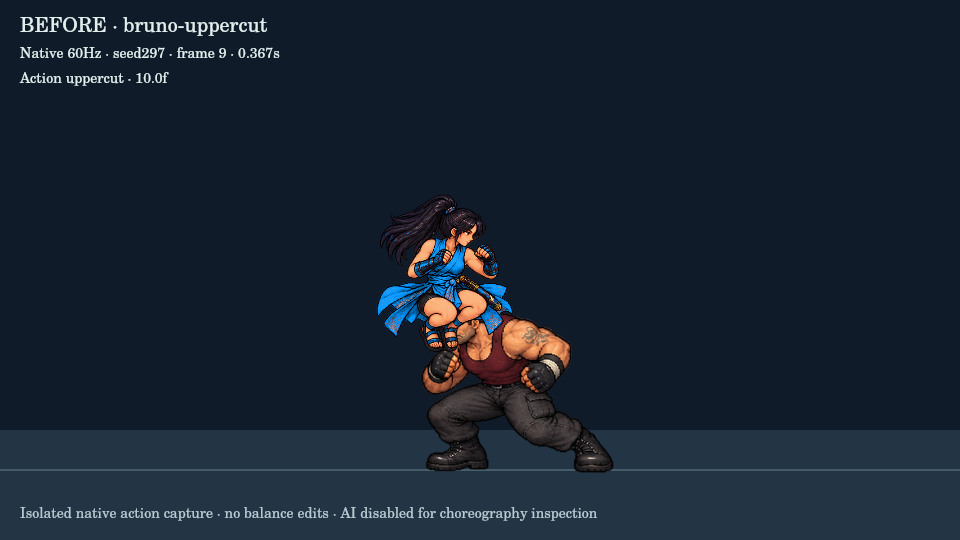 BEFORE · bruno-uppercut
Native 60Hz · seed297 · frame 9 · 0.367s
Action uppercut · 10.0f
Isolated native action capture · no balance edits · AI disabled for choreography inspection